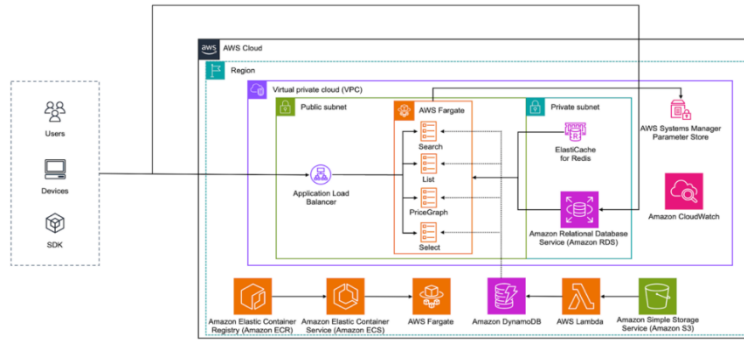 aws
AWS Cloud
Region
Virtual private cloud (VPC)
Public subnet
AWS Fargate
Private subnet
Users
Devices
SDK
Application Load
Balancer
Search
List
PriceGraph
Select
ElastiCache
for Redis
Amazon Relational Database
Service (Amazon RDS)
AWS Systems Manager
Parameter Store
Amazon CloudWatch
Amazon Elastic Container
Registry (Amazon ECR)
Amazon Elastic Container
Service (Amazon ECS)
AWS Fargate
Amazon DynamoDB
AWS Lambda
Amazon Simple Storage
Service (Amazon S3)